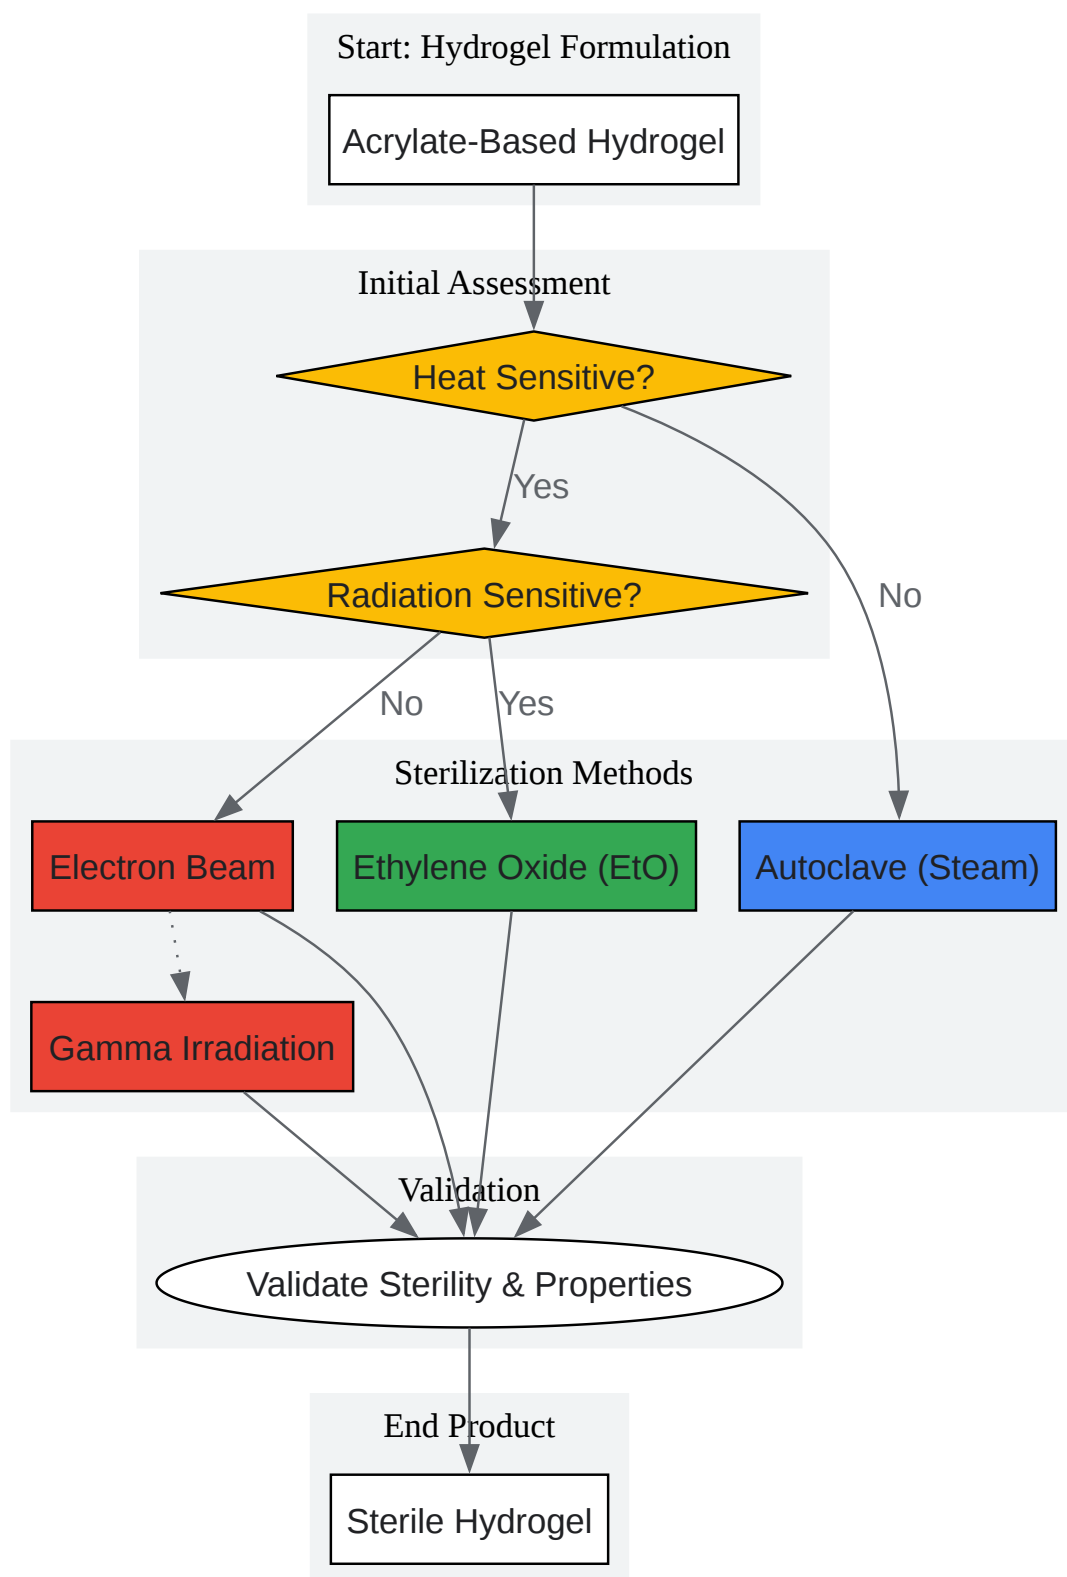 Start: Hydrogel Formulation
Acrylate-Based Hydrogel
Initial Assessment
Heat Sensitive?
Yes
Radiation Sensitive?
No
No
Yes
Sterilization Methods
Electron Beam
Ethylene Oxide (EtO)
Autoclave (Steam)
Gamma Irradiation
Validation
Validate Sterility & Properties
End Product
Sterile Hydrogel